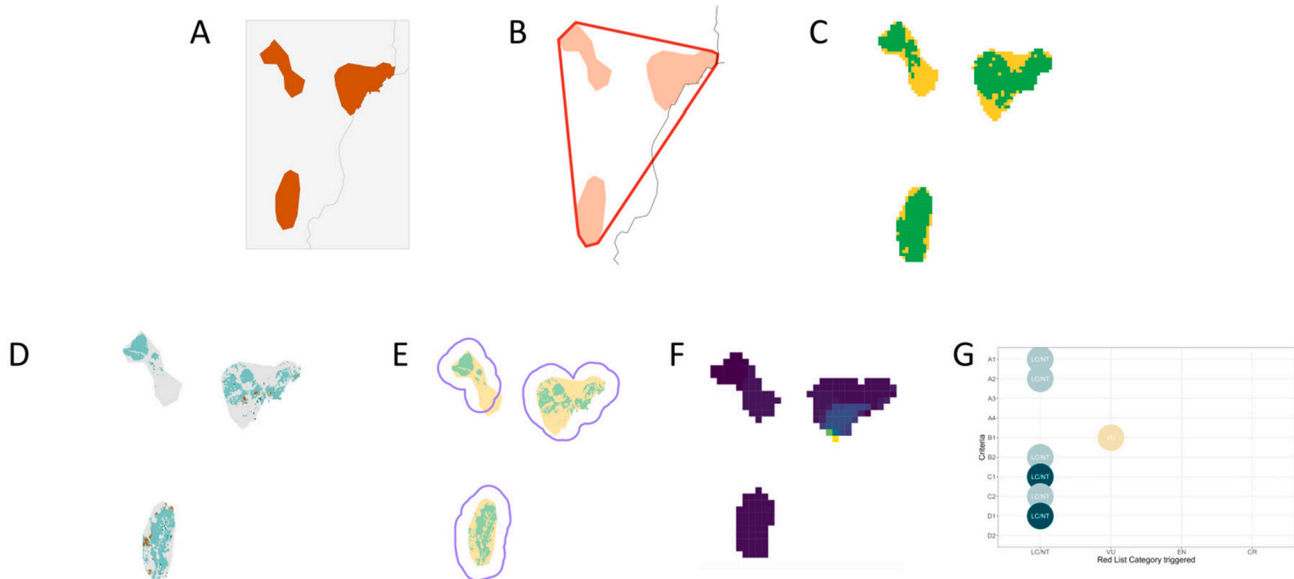 A
B
C
D
E
F
G
A1
LC/NT
A2
LC/NT
A3
A4
B1
VU
B2
LC/NT
C1
LC/NT
C2
LC/NT
D1
LC/NT
D2
Criteria
LC/NT
VU
EN
CR
Red List Category triggered